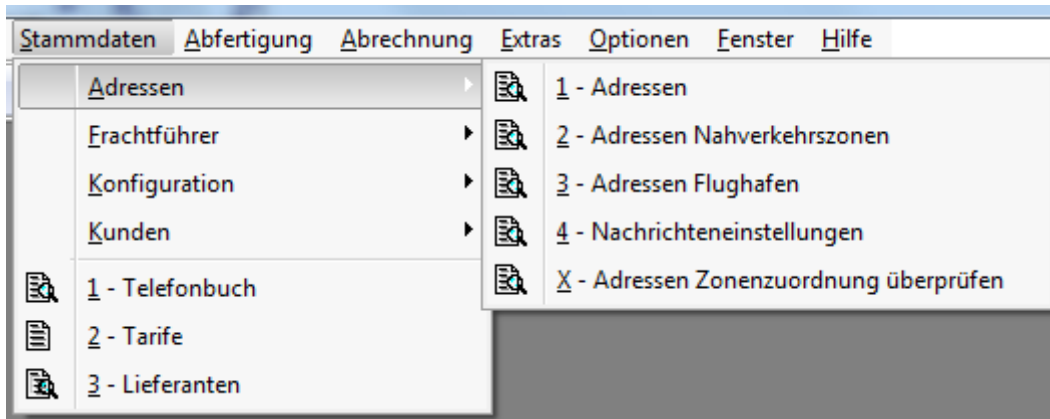 Stammdaten Abfertigung Abrechnung Extras Optionen Fenster Hilfe
Adressen
Frachtführer
Konfiguration
Kunden
1 - Telefonbuch
2 - Tarife
3 - Lieferanten
1 - Adressen
2 - Adressen Nahverkehrszonen
3 - Adressen Flughafen
4 - Nachrichteneinstellungen
X - Adressen Zonenzuordnung überprüfen